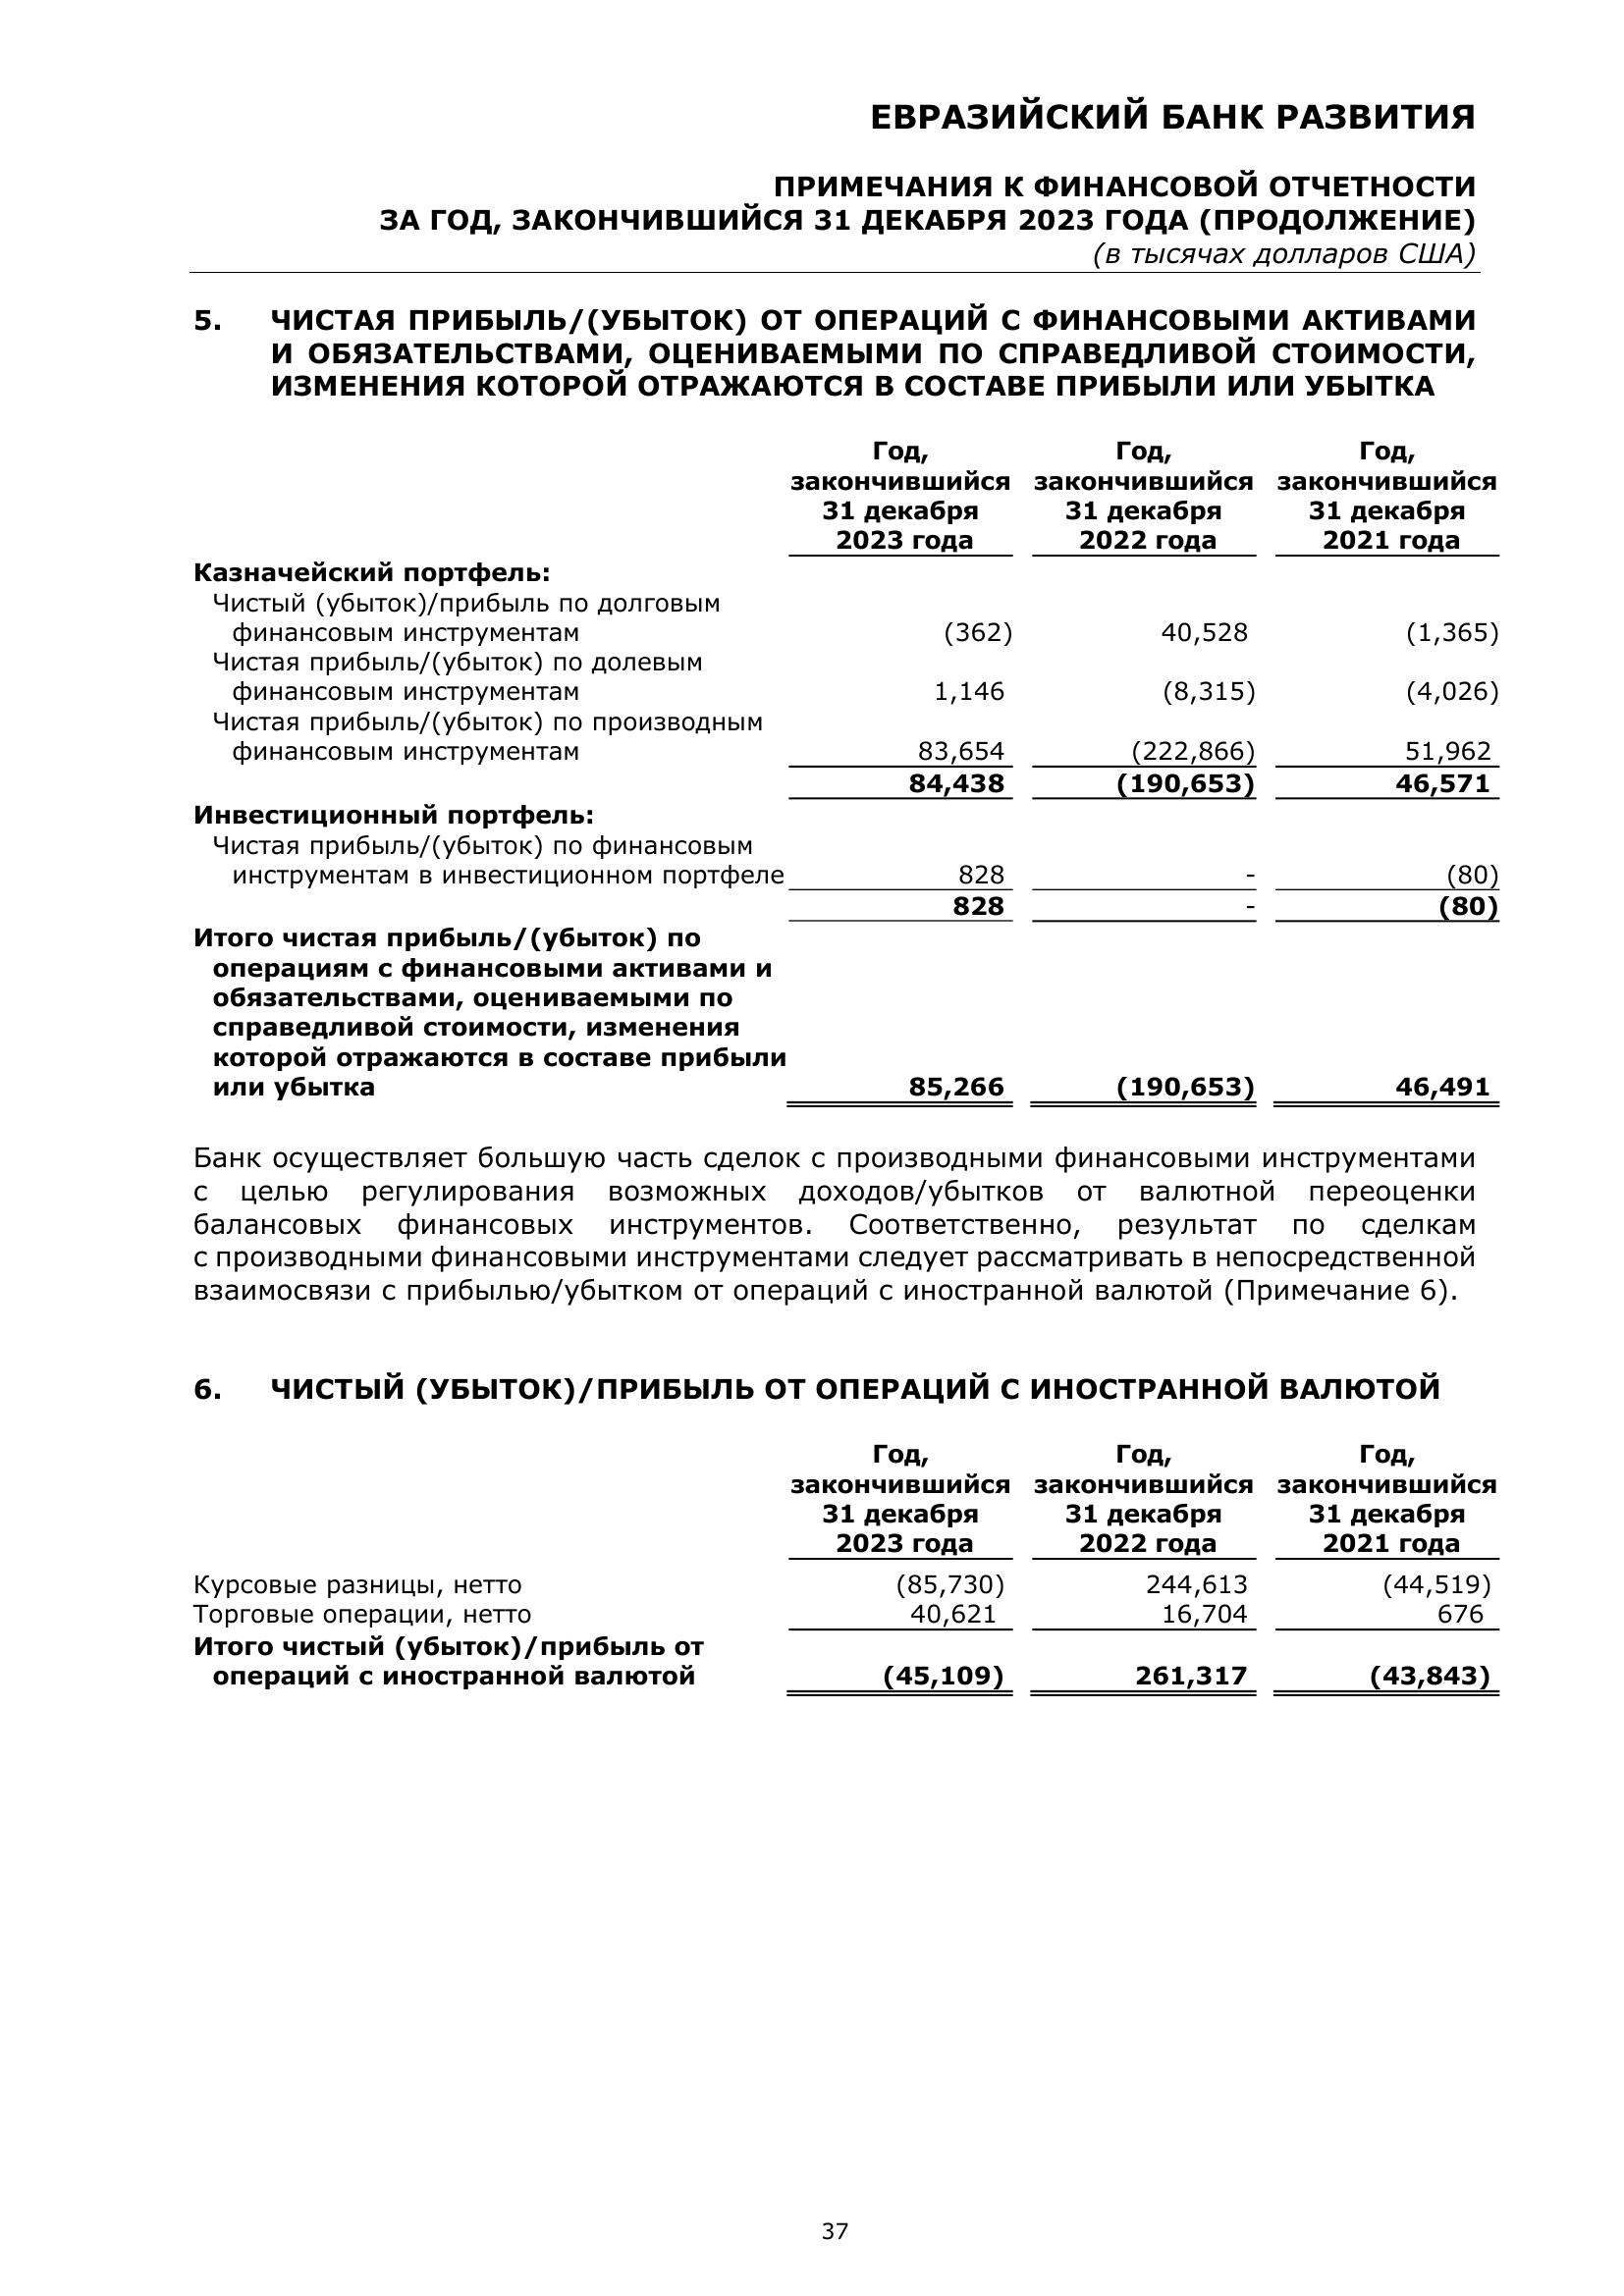 ЕВРАЗИЙСКИЙ БАНК РАЗВИТИЯ
ПРИМЕЧАНИЯ К ФИНАНСОВОЙ ОТЧЕТНОСТИ
ЗА ГОД, ЗАКОНЧИВШИЙСЯ 31 ДЕКАБРЯ 2023 ГОДА (ПРОДОЛЖЕНИЕ)
(в тысячах долларов США)
5. ЧИСТАЯ ПРИБЫЛЬ/(УБЫТОК) ОТ ОПЕРАЦИЙ С ФИНАНСОВЫМИ АКТИВАМИ
И ОБЯЗАТЕЛЬСТВАМИ, ОЦЕНИВАЕМЫМИ ПО СПРАВЕДЛИВОЙ СТОИМОСТИ,
ИЗМЕНЕНИЯ КОТОРОЙ ОТРАЖАЮТСЯ В СОСТАВЕ ПРИБЫЛИ ИЛИ УБЫТКА
Год, Год, Год,
закончившийся закончившийся закончившийся
31 декабря 31 декабря 31 декабря
2023 года 2022 года 2021 года
Казначейский портфель:
Чистый (убыток)/прибыль по долговым
финансовым инструментам (362) 40,528 (1,365)
Чистая прибыль/(убыток) по долевым
финансовым инструментам 1,146 (8,315) (4,026)
Чистая прибыль/(убыток) по производным
финансовым инструментам 83,654 (222,866) 51,962
84,438 (190,653) 46,571
Инвестиционный портфель:
Чистая прибыль/(убыток) по финансовым
инструментам в инвестиционном портфеле 828 - (80)
828 - (80)
Итого чистая прибыль/(убыток) по
операциям с финансовыми активами и
обязательствами, оцениваемыми по
справедливой стоимости, изменения
которой отражаются в составе прибыли
или убытка 85,266 (190,653) 46,491
Банк осуществляет большую часть сделок с производными финансовыми инструментами
с целью регулирования возможных доходов/убытков от валютной переоценки
балансовых финансовых инструментов. Соответственно, результат по сделкам
с производными финансовыми инструментами следует рассматривать в непосредственной
взаимосвязи с прибылью/убытком от операций с иностранной валютой (Примечание 6).
6. ЧИСТЫЙ (УБЫТОК)/ПРИБЫЛЬ ОТ ОПЕРАЦИЙ С ИНОСТРАННОЙ ВАЛЮТОЙ
Год, Год, Год,
закончившийся закончившийся закончившийся
31 декабря 31 декабря 31 декабря
2023 года 2022 года 2021 года
Курсовые разницы, нетто (85,730) 244,613 (44,519)
Торговые операции, нетто 40,621 16,704 676
Итого чистый (убыток)/прибыль от
операций с иностранной валютой (45,109) 261,317 (43,843)
37